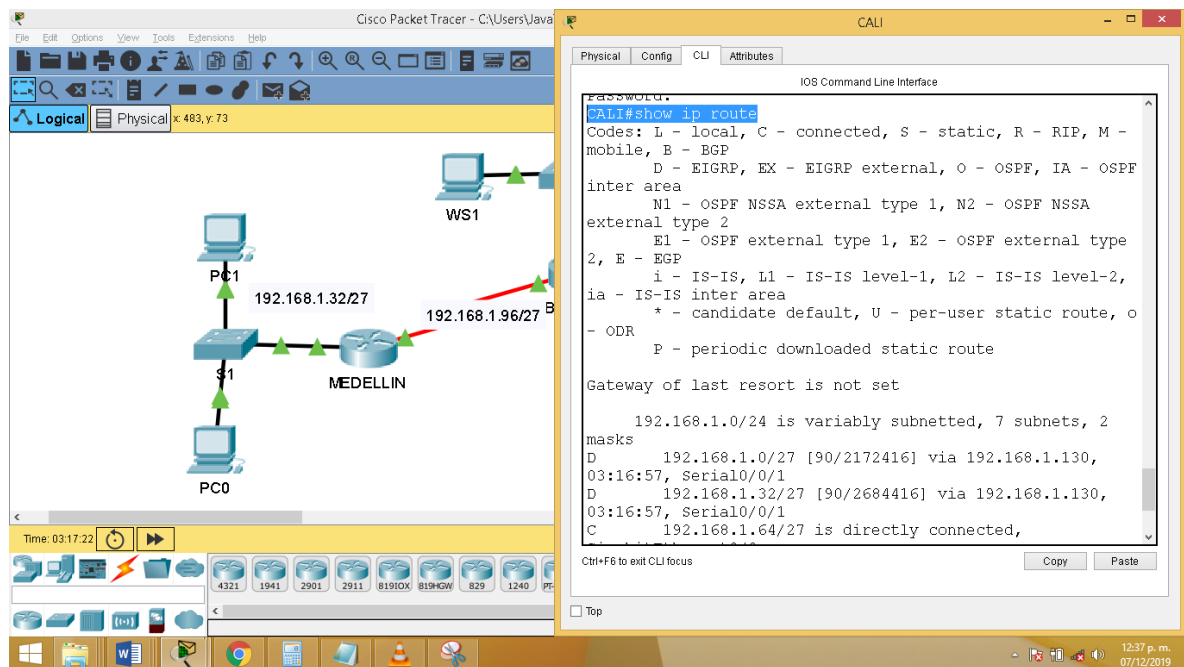 Cisco Packet Tracer - C:\Users\Java
File Edit Options View Tools Extensions Help
Logical Physical x: 483, y: 73
WS1
PC1
192.168.1.32/27
192.168.1.96/27
B
S1
MEDELLIN
PC0
Time: 03:17:22
4321 1941 2901 2911 819IOX 819HGW 829 1240 PT-
CALI
Physical Config CLI Attributes
IOS Command Line Interface
Password:
CALI#show ip route
Codes: L - local, C - connected, S - static, R - RIP, M -
mobile, B - BGP
D - EIGRP, EX - EIGRP external, O - OSPF, IA - OSPF
inter area
N1 - OSPF NSSA external type 1, N2 - OSPF NSSA
external type 2
E1 - OSPF external type 1, E2 - OSPF external type
2, E - EGP
i - IS-IS, L1 - IS-IS level-1, L2 - IS-IS level-2,
ia - IS-IS inter area
* - candidate default, U - per-user static route, o
- ODR
P - periodic downloaded static route
Gateway of last resort is not set
192.168.1.0/24 is variably subnetted, 7 subnets, 2
masks
D 192.168.1.0/27 [90/2172416] via 192.168.1.130,
03:16:57, Serial0/0/1
D 192.168.1.32/27 [90/2684416] via 192.168.1.130,
03:16:57, Serial0/0/1
C 192.168.1.64/27 is directly connected,
Ctrl+F6 to exit CLI focus
Copy Paste
Top
12:37 p. m.
07/12/2019